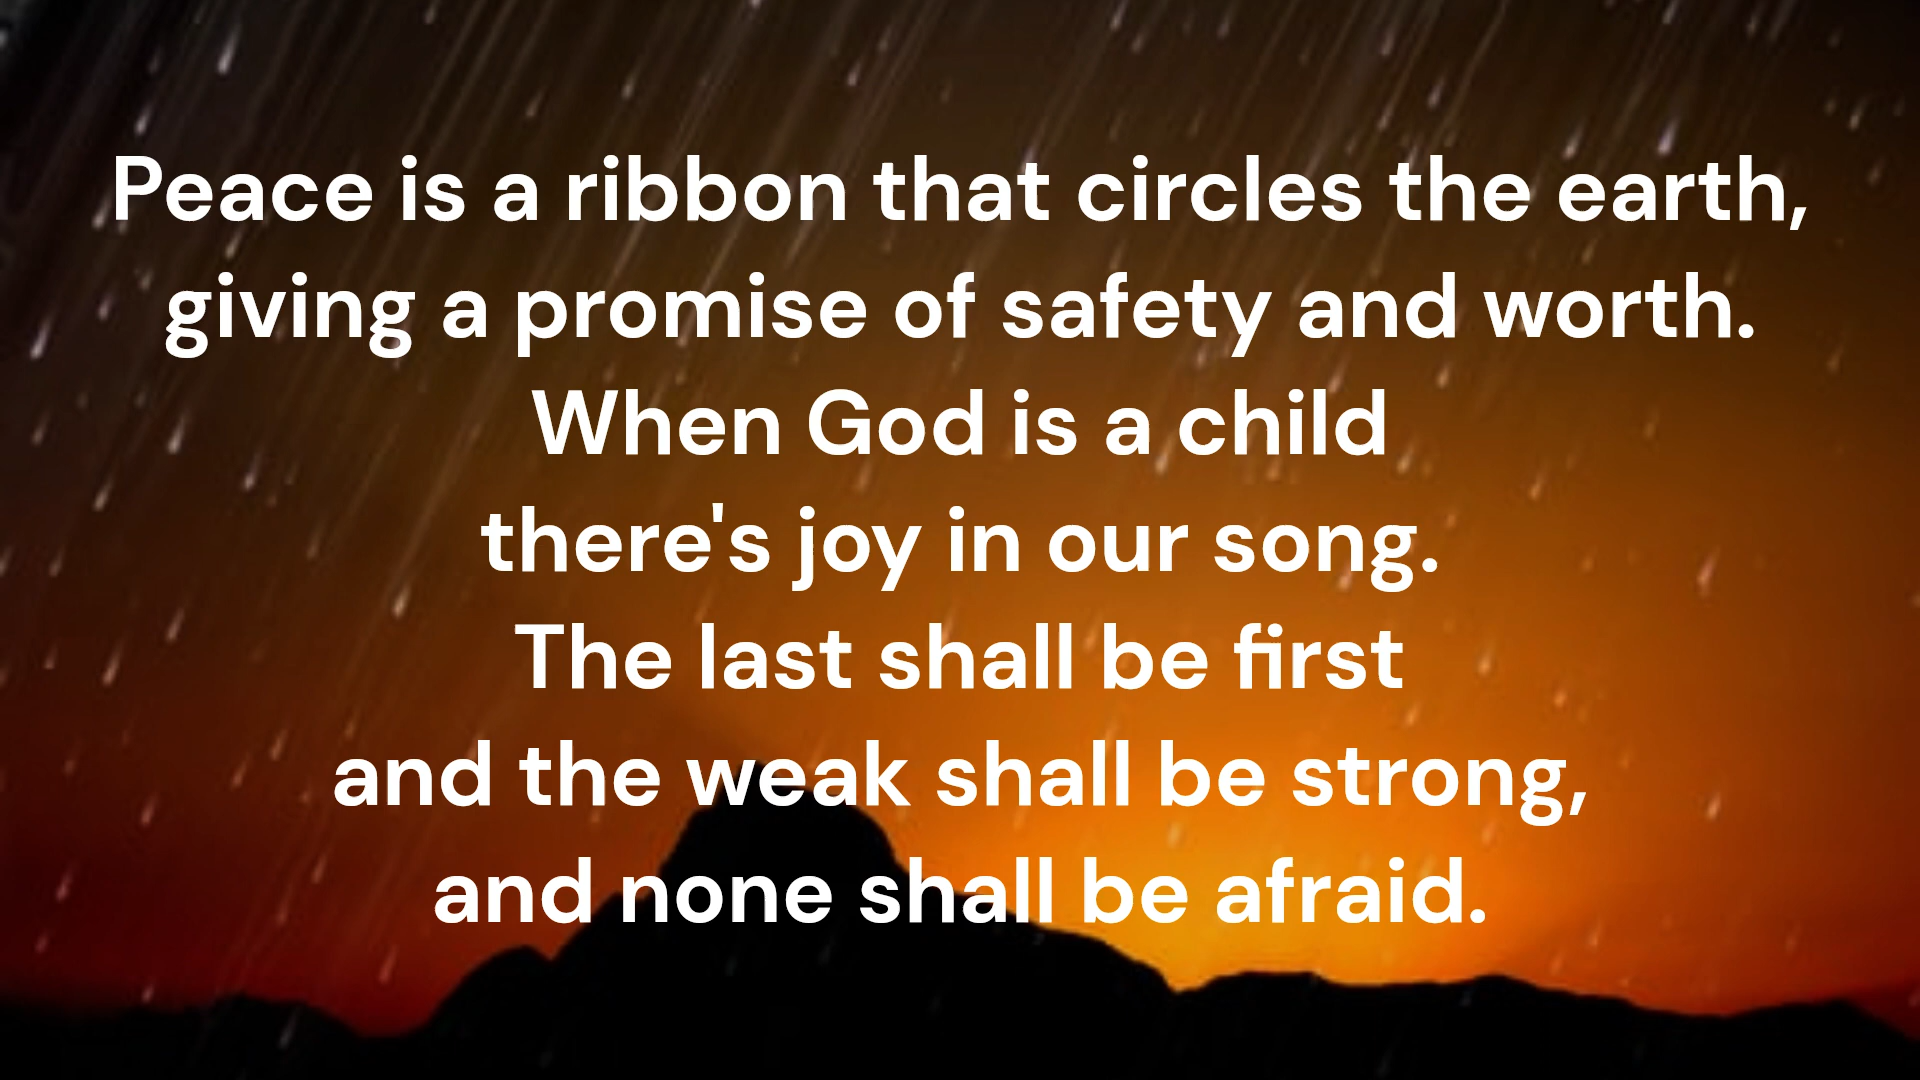 Peace is a ribbon that circles the earth,
giving a promise of safety and worth.
When God is a child
there's joy in our song.
The last shall be first
and the weak shall be strong,
and none shall be afraid.